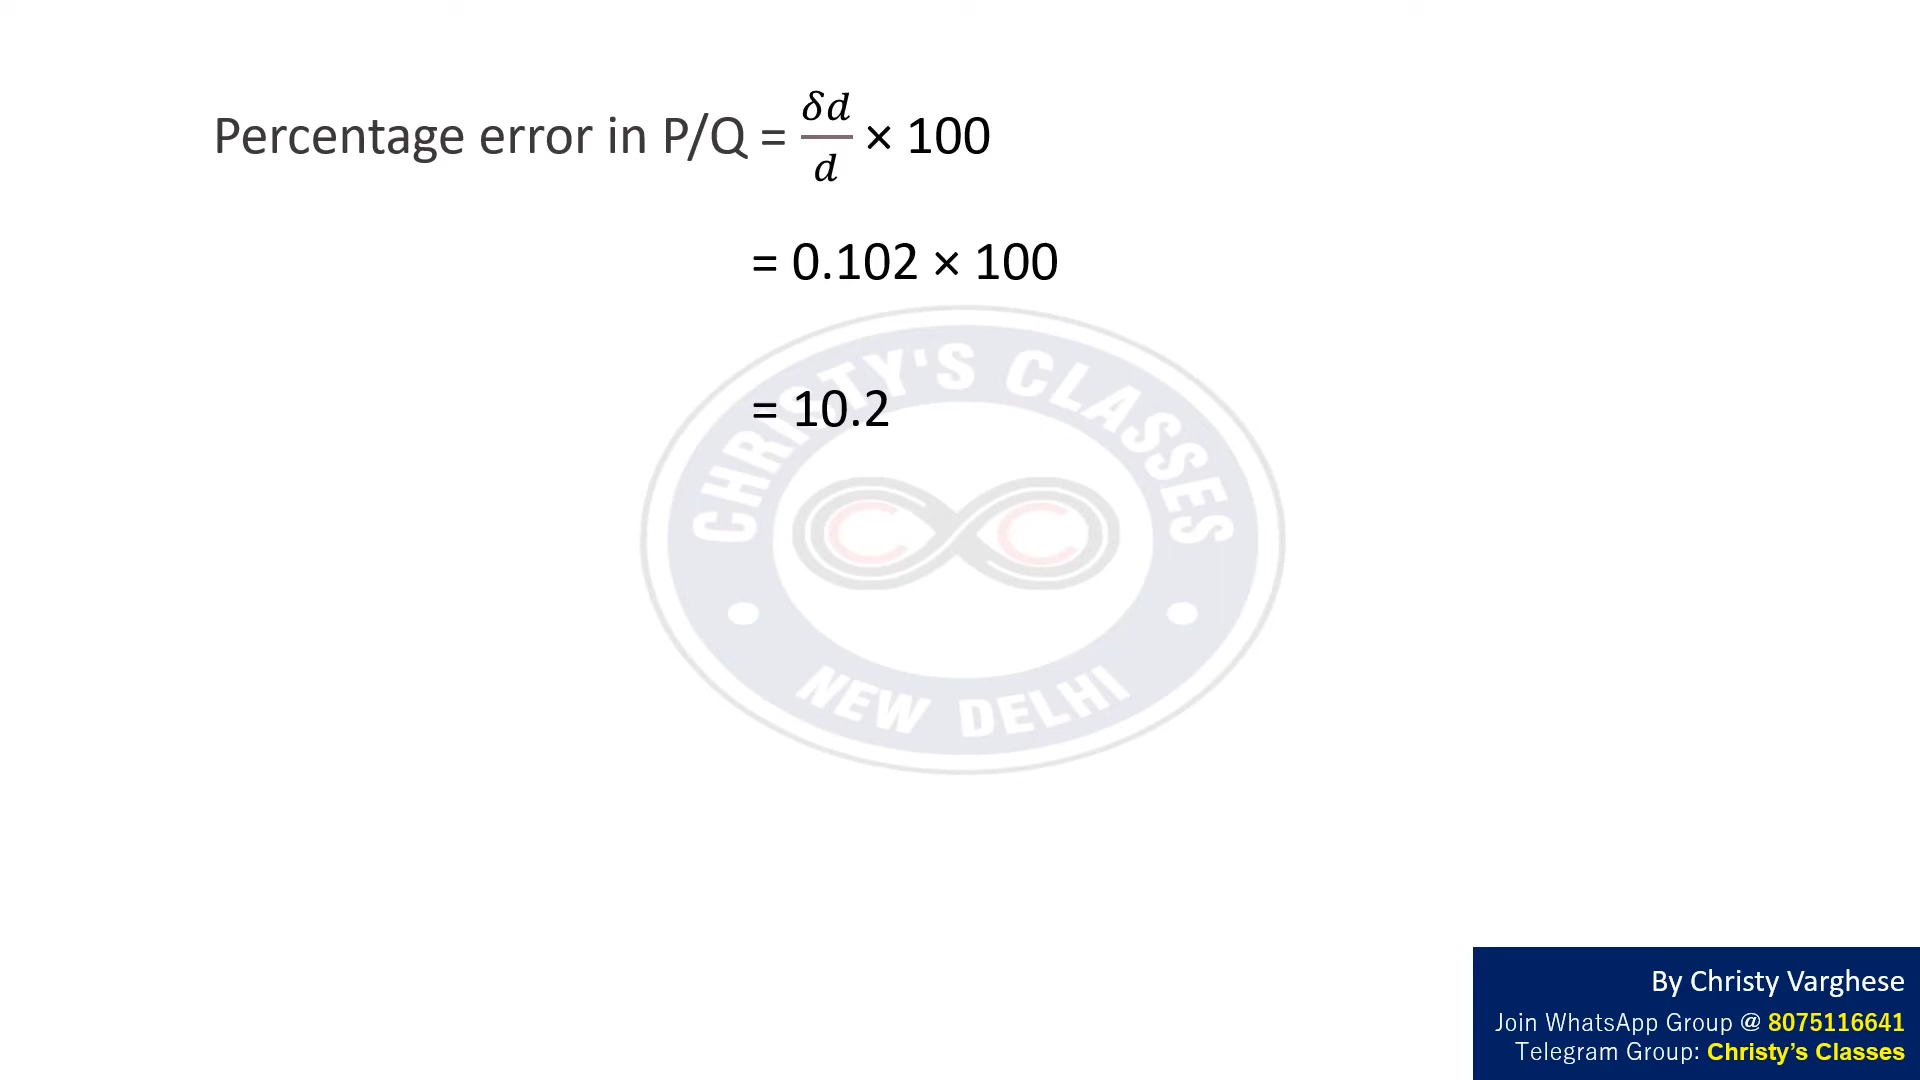 Percentage error in P/Q = δd/d × 100
= 0.102 × 100
= 10.2
CHRISTY'S CLASSES
CC
NEW DELHI
By Christy Varghese
Join WhatsApp Group @ 8075116641
Telegram Group: Christy’s Classes